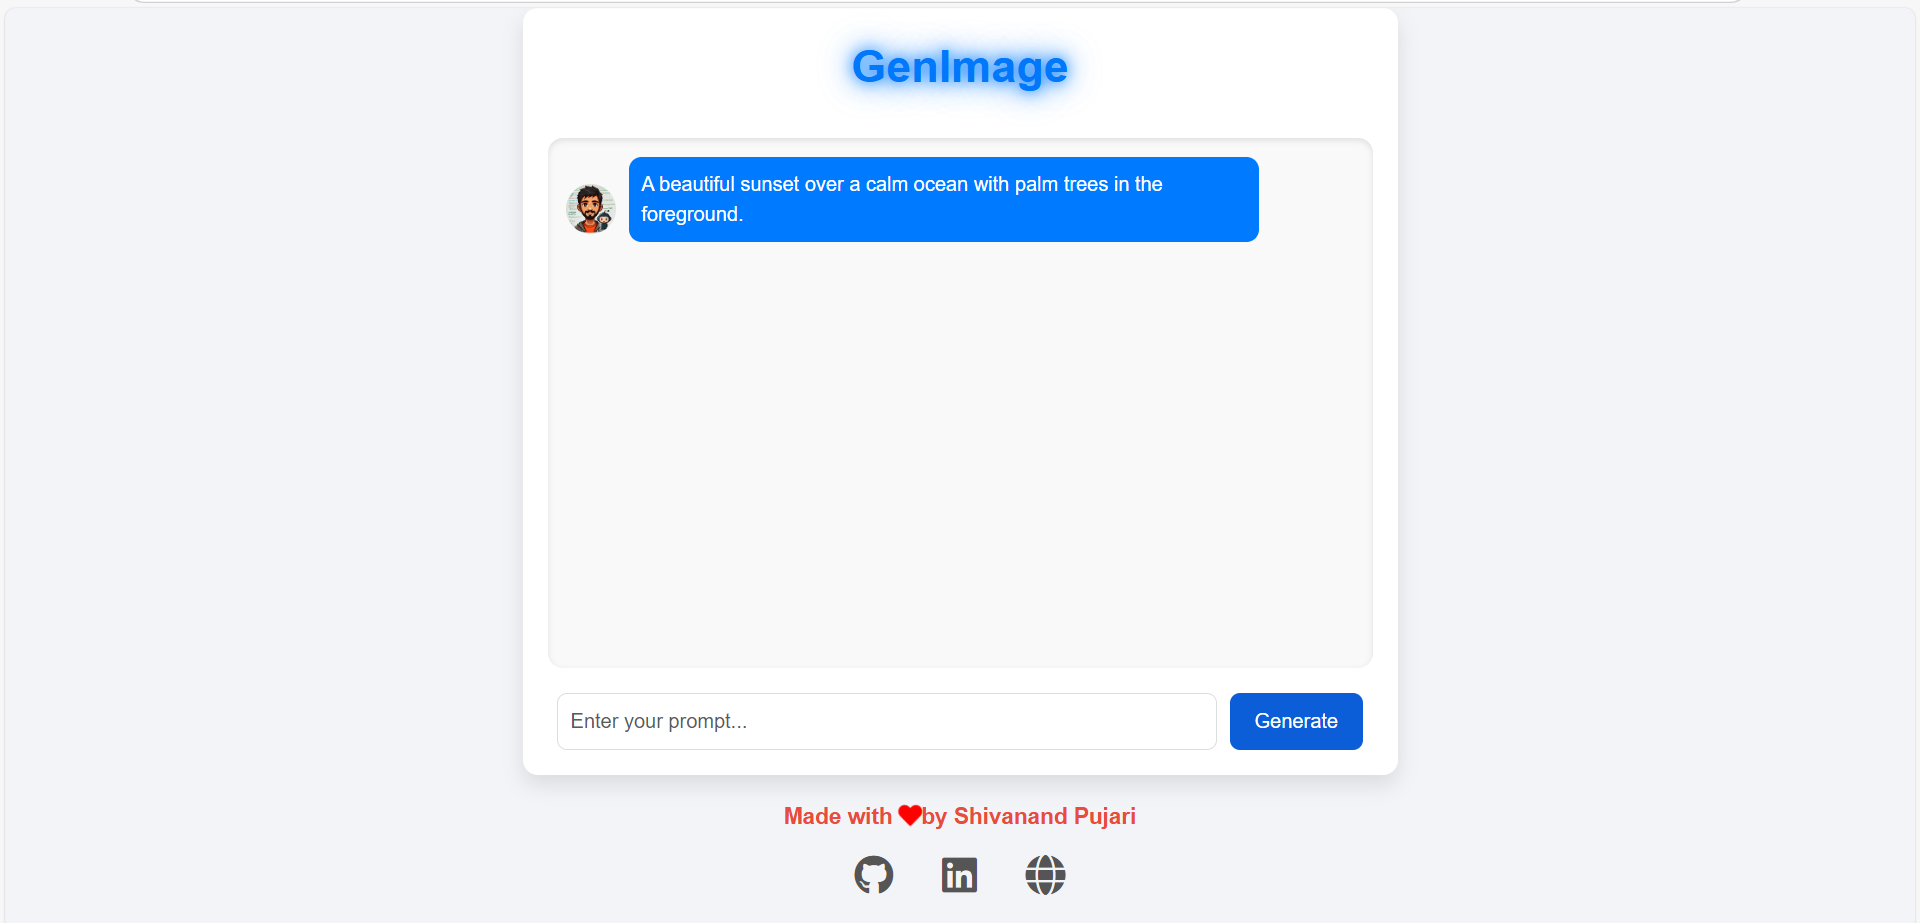 GenImage
A beautiful sunset over a calm ocean with palm trees in the
foreground.
Enter your prompt...
Generate
Made with ❤by Shivanand Pujari
in